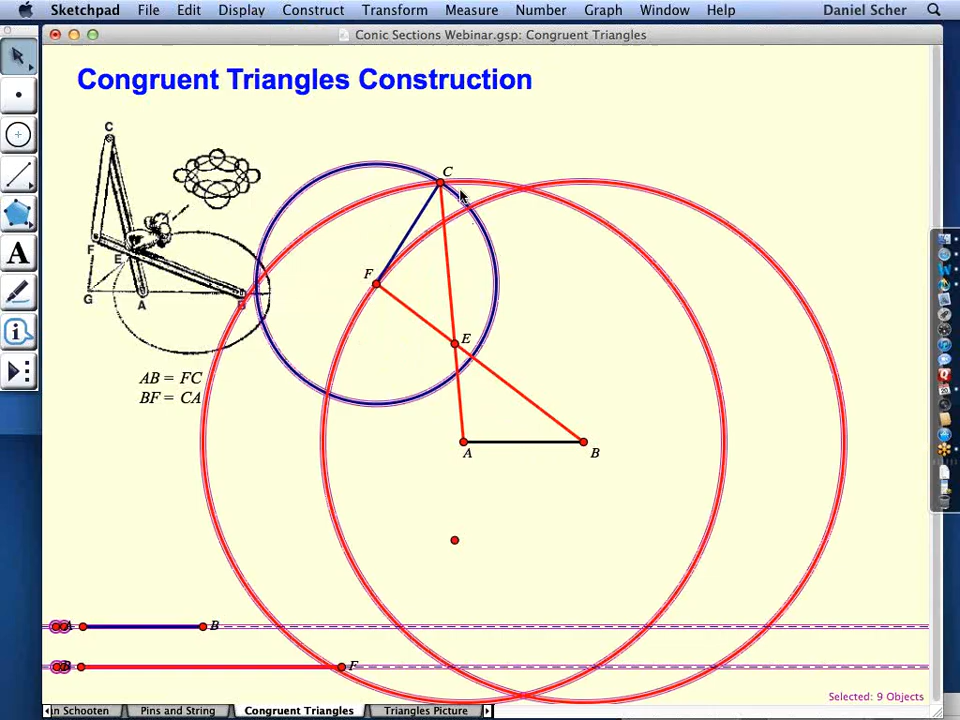 Sketchpad File Edit Display Construct Transform Measure Number Graph Window Help Daniel Scher
Conic Sections Webinar.gsp: Congruent Triangles
Congruent Triangles Construction
C
F
E
G
A
B
C
F
E
A
B
AB = FC
BF = CA
A
B
B
F
Selected: 9 Objects
n Schooten Pins and String Congruent Triangles Triangles Picture
A